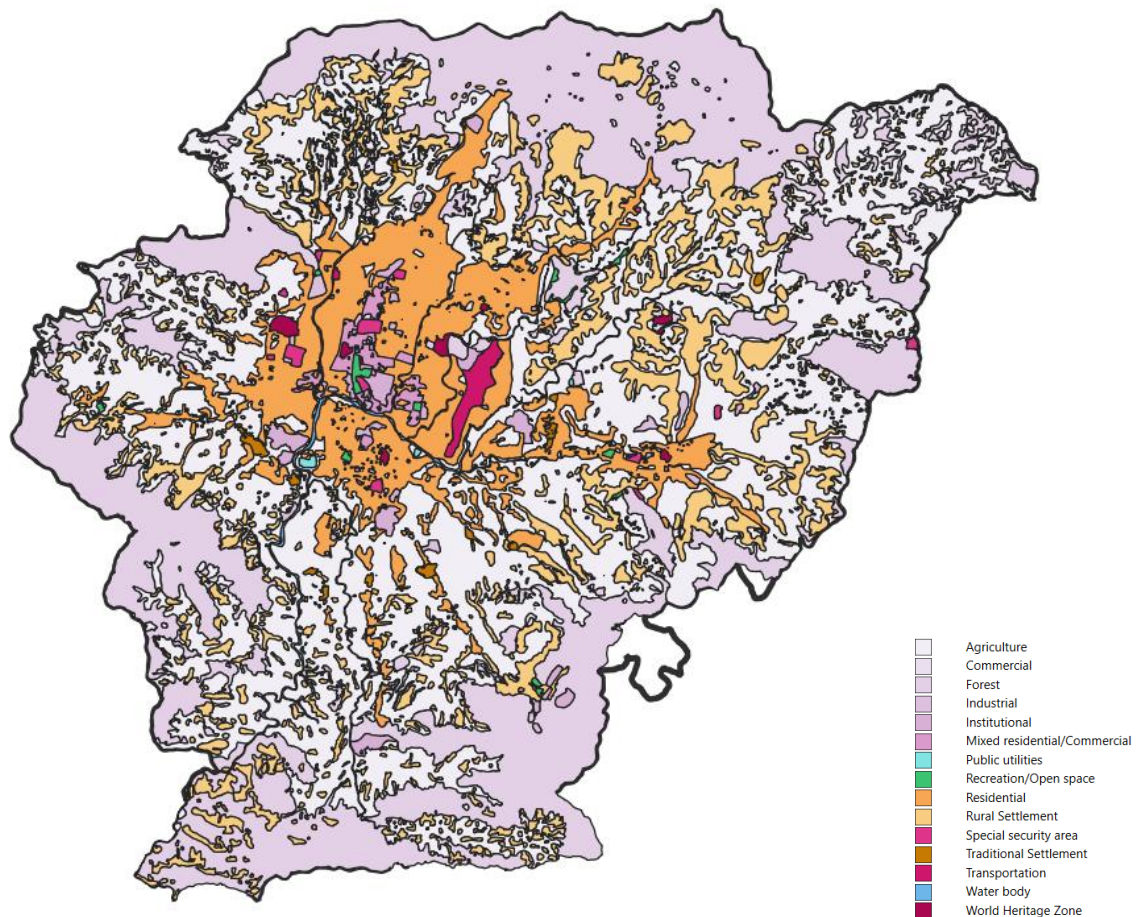 Agriculture
Commercial
Forest
Industrial
Institutional
Mixed residential/Commercial
Public utilities
Recreation/Open space
Residential
Rural Settlement
Special security area
Traditional Settlement
Transportation
Water body
World Heritage Zone